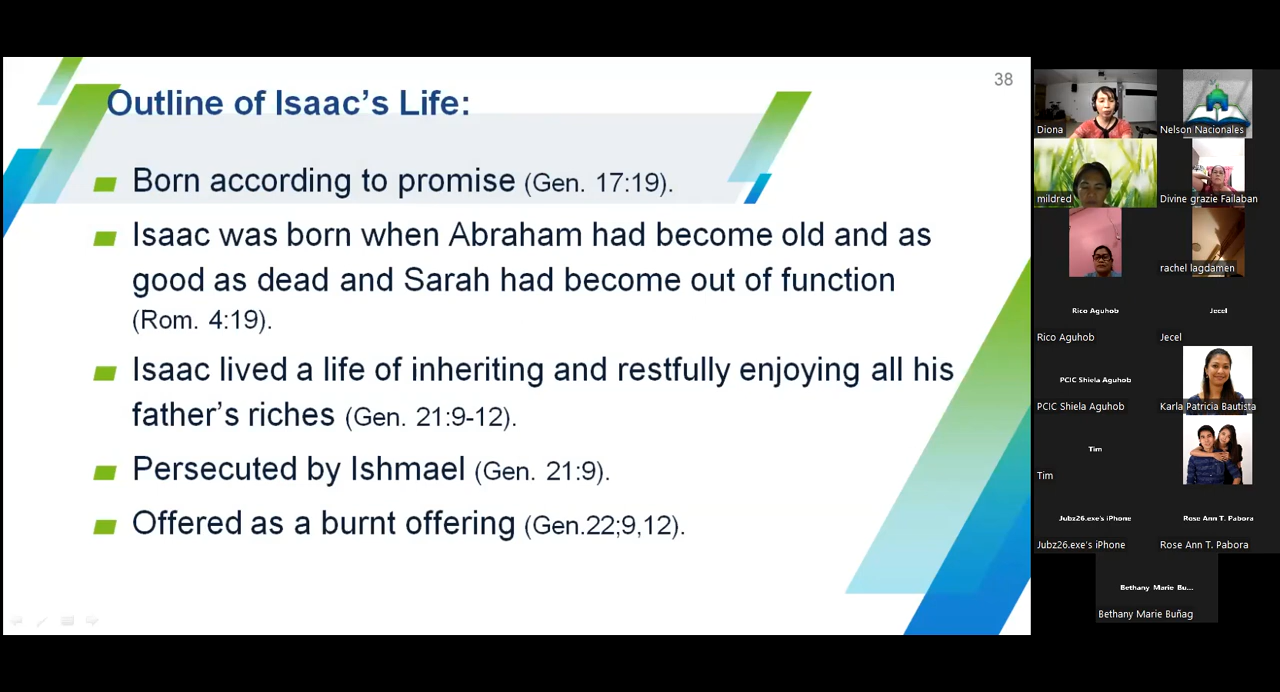 38
Outline of Isaac's Life:
Born according to promise (Gen. 17:19).
Isaac was born when Abraham had become old and as
good as dead and Sarah had become out of function
(Rom. 4:19).
Isaac lived a life of inheriting and restfully enjoying all his
father's riches (Gen. 21:9-12).
Persecuted by Ishmael (Gen. 21:9).
Offered as a burnt offering (Gen.22;9,12).
Diona
Nelson Nacionales
mildred
Divine grazie Failaban
rachel lagdamen
Rico Aguhob
Jecel
Rico Aguhob
Jecel
PCIC Shiela Aguhob
PCIC Shiela Aguhob
Karla Patricia Bautista
Tim
Tim
Jubz26.exe's iPhone
Rose Ann T. Pabora
Jubz26.exe's iPhone
Rose Ann T. Pabora
Bethany Marie Bu...
Bethany Marie Buñag